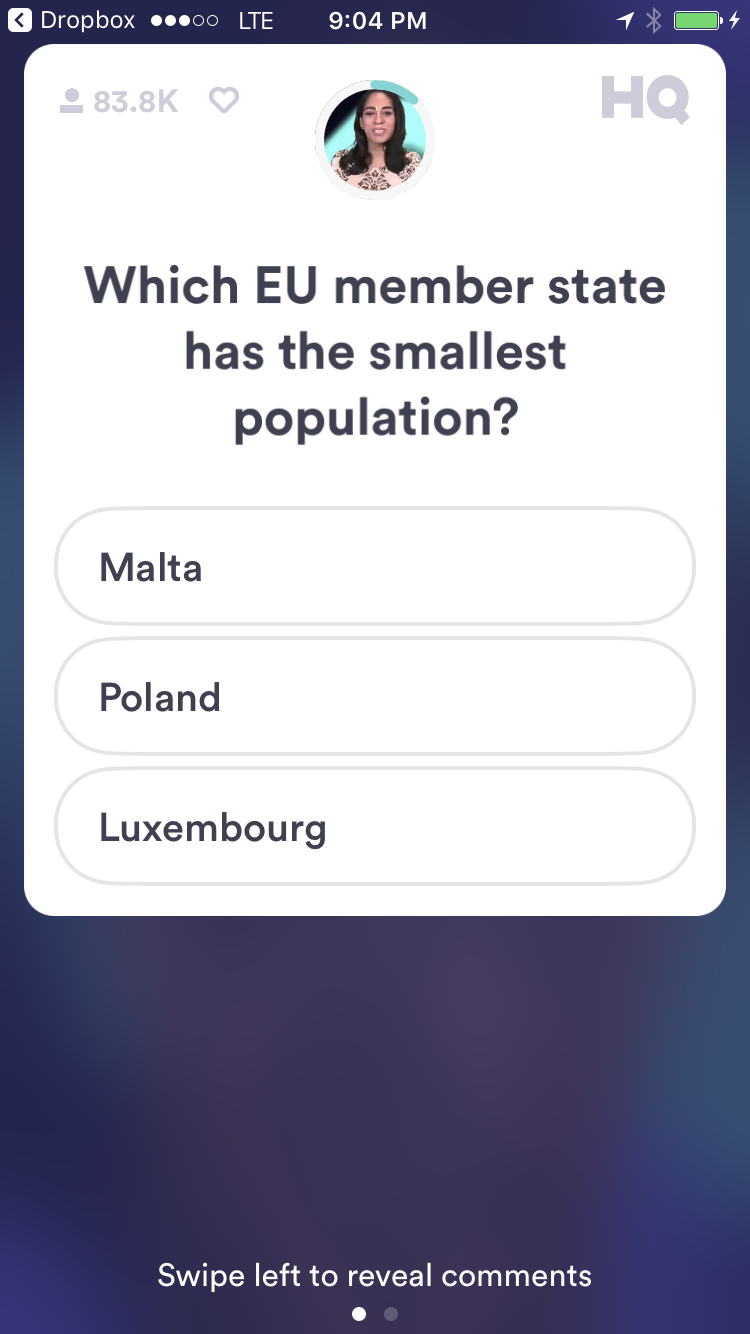 Dropbox LTE 9:04 PM
83.8K HQ
Which EU member state
has the smallest
population?
Malta
Poland
Luxembourg
Swipe left to reveal comments